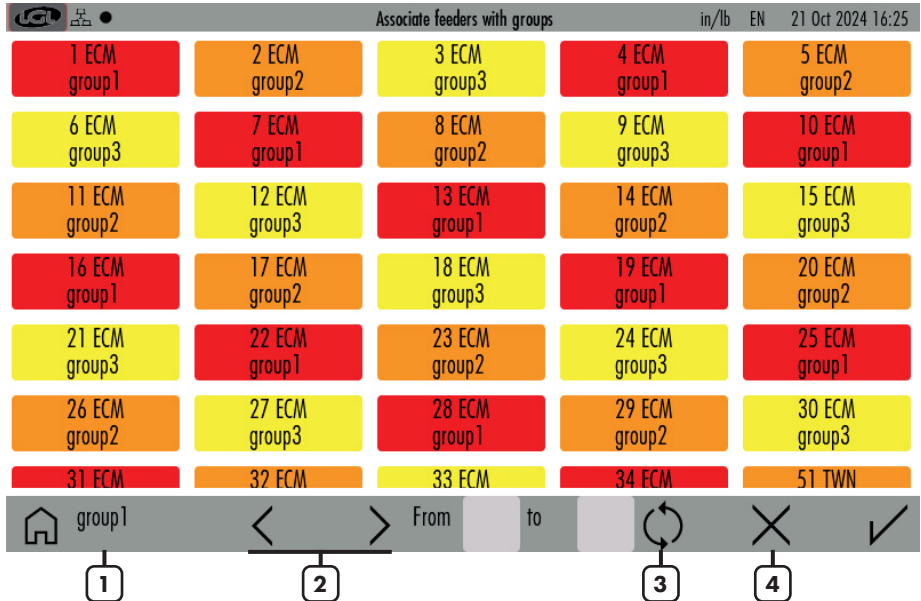 LGL
Associate feeders with groups
in/lb EN 21 Oct 2024 16:25
1 ECM
group1
2 ECM
group2
3 ECM
group3
4 ECM
group1
5 ECM
group2
6 ECM
group3
7 ECM
group1
8 ECM
group2
9 ECM
group3
10 ECM
group1
11 ECM
group2
12 ECM
group3
13 ECM
group1
14 ECM
group2
15 ECM
group3
16 ECM
group1
17 ECM
group2
18 ECM
group3
19 ECM
group1
20 ECM
group2
21 ECM
group3
22 ECM
group1
23 ECM
group2
24 ECM
group3
25 ECM
group1
26 ECM
group2
27 ECM
group3
28 ECM
group1
29 ECM
group2
30 ECM
group3
31 ECM
32 ECM
33 ECM
34 ECM
51 TWN
group1
From to
1
2
3
4